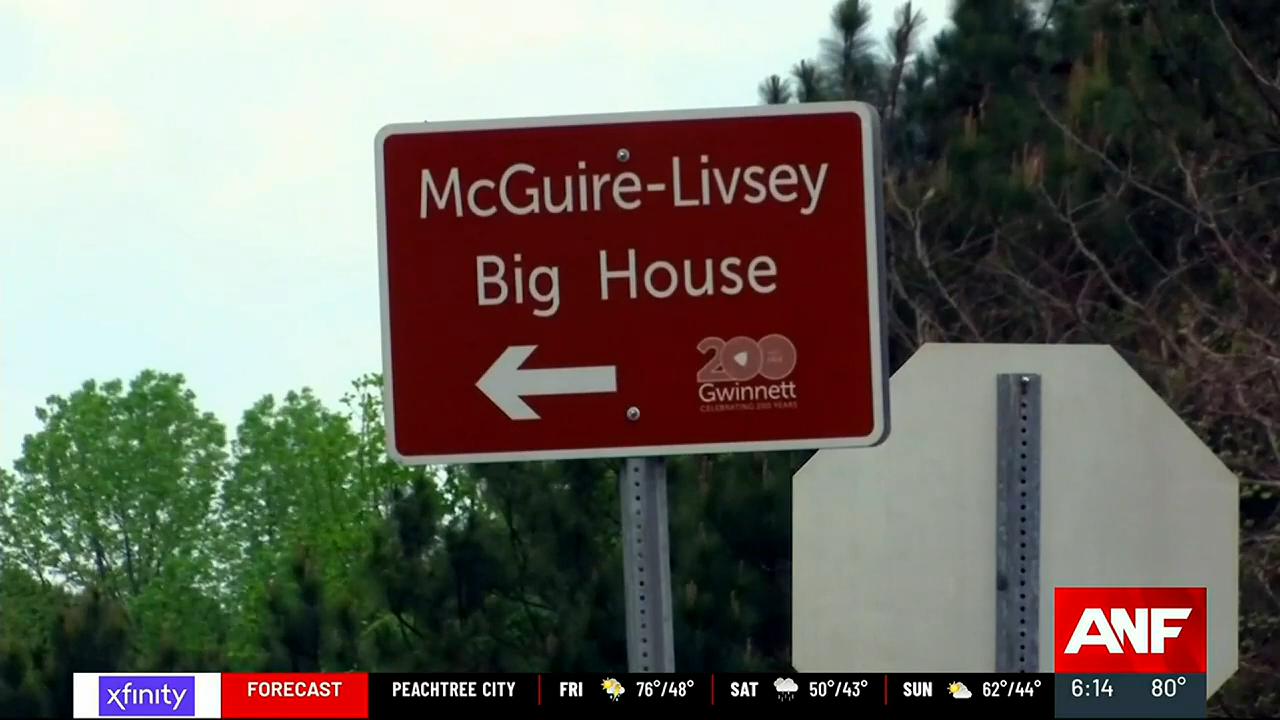 McGuire-Livsey
Big House
200
Gwinnett
CELEBRATING 200 YEARS
ANF
xfinity FORECAST PEACHTREE CITY FRI 76°/48° SAT 50°/43° SUN 62°/44° 6:14 80°